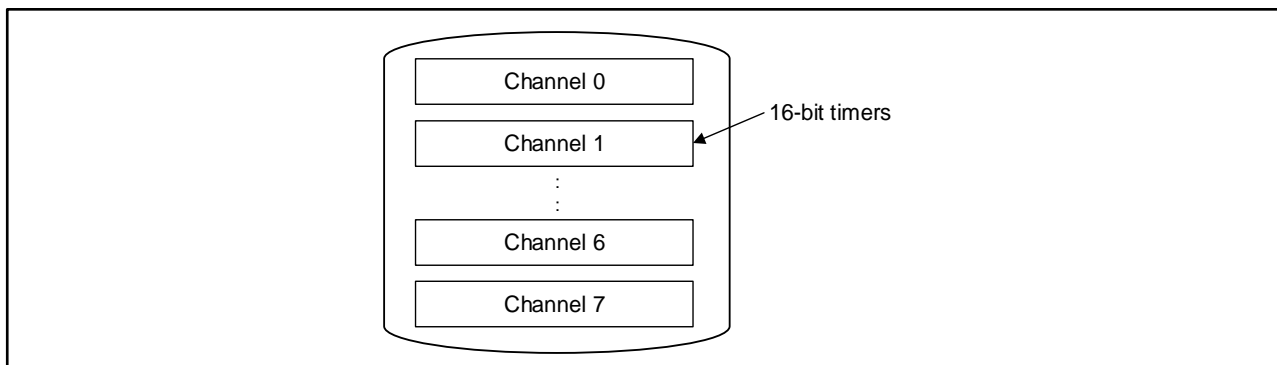 Channel 0
16-bit timers
Channel 1
:
:
Channel 6
Channel 7